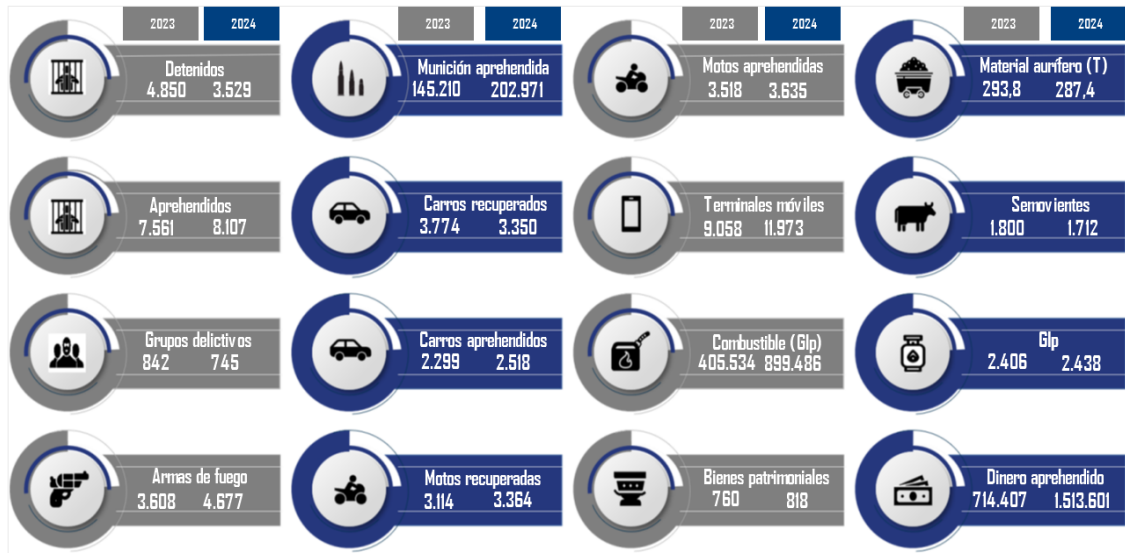 2023 2024
Detenidos
4.850 3.529
Aprehendidos
7.561 8.107
Grupos delictivos
842 745
Armas de fuego
3.608 4.677
2023 2024
Munición aprehendida
145.210 202.971
Carros recuperados
3.774 3.350
Carros aprehendidos
2.299 2.518
Motos recuperadas
3.114 3.364
2023 2024
Motos aprehendidas
3.518 3.635
Terminales móviles
9.058 11.973
Combustible (Glp)
405.534 899.486
Bienes patrimoniales
760 818
2023 2024
Material aurífero (T)
293,8 287,4
Semovientes
1.800 1.712
Glp
2.406 2.438
Dinero aprehendido
714.407 1.513.601